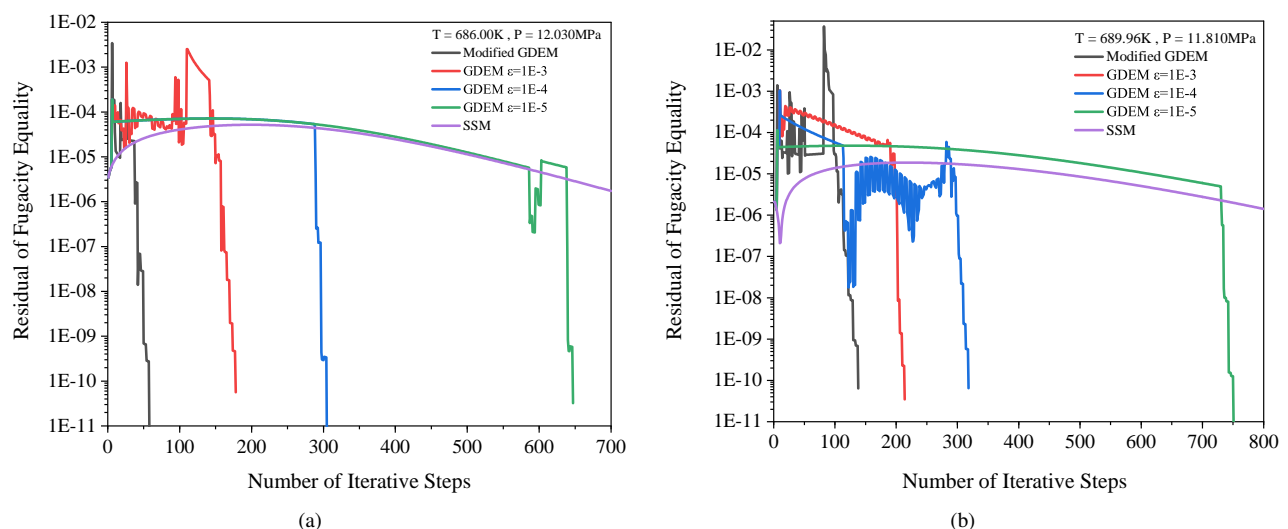 1E-02
1E-03
1E-04
1E-05
1E-06
1E-07
1E-08
1E-09
1E-10
1E-11
Residual of Fugacity Equality
T = 686.00K , P = 12.030MPa
Modified GDEM
GDEM ε=1E-3
GDEM ε=1E-4
GDEM ε=1E-5
SSM
0 100 200 300 400 500 600 700
Number of Iterative Steps
(a)
1E-02
1E-03
1E-04
1E-05
1E-06
1E-07
1E-08
1E-09
1E-10
1E-11
Residual of Fugacity Equality
T = 689.96K , P = 11.810MPa
Modified GDEM
GDEM ε=1E-3
GDEM ε=1E-4
GDEM ε=1E-5
SSM
0 100 200 300 400 500 600 700 800
Number of Iterative Steps
(b)